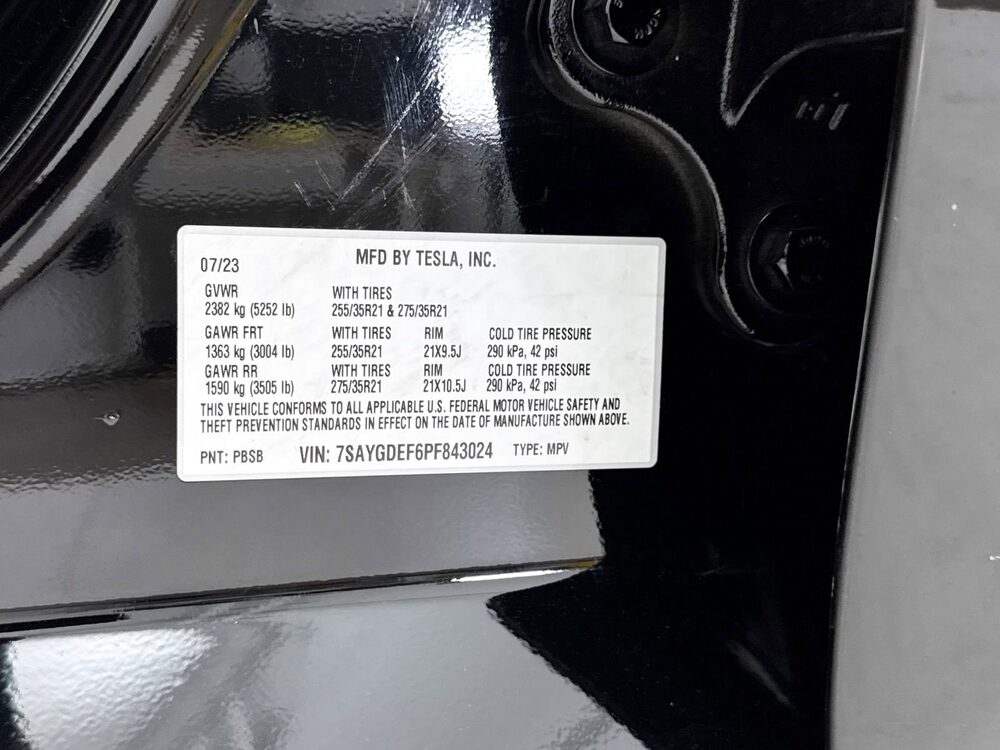 MFD BY TESLA, INC.
07/23
GVWR WITH TIRES
2382 kg (5252 lb) 255/35R21 & 275/35R21
GAWR FRT WITH TIRES RIM COLD TIRE PRESSURE
1363 kg (3004 lb) 255/35R21 21X9.5J 290 kPa, 42 psi
GAWR RR WITH TIRES RIM COLD TIRE PRESSURE
1590 kg (3505 lb) 275/35R21 21X10.5J 290 kPa, 42 psi
THIS VEHICLE CONFORMS TO ALL APPLICABLE U.S. FEDERAL MOTOR VEHICLE SAFETY AND
THEFT PREVENTION STANDARDS IN EFFECT ON THE DATE OF MANUFACTURE SHOWN ABOVE.
PNT: PBSB VIN: 7SAYGDEF6PF843024 TYPE: MPV